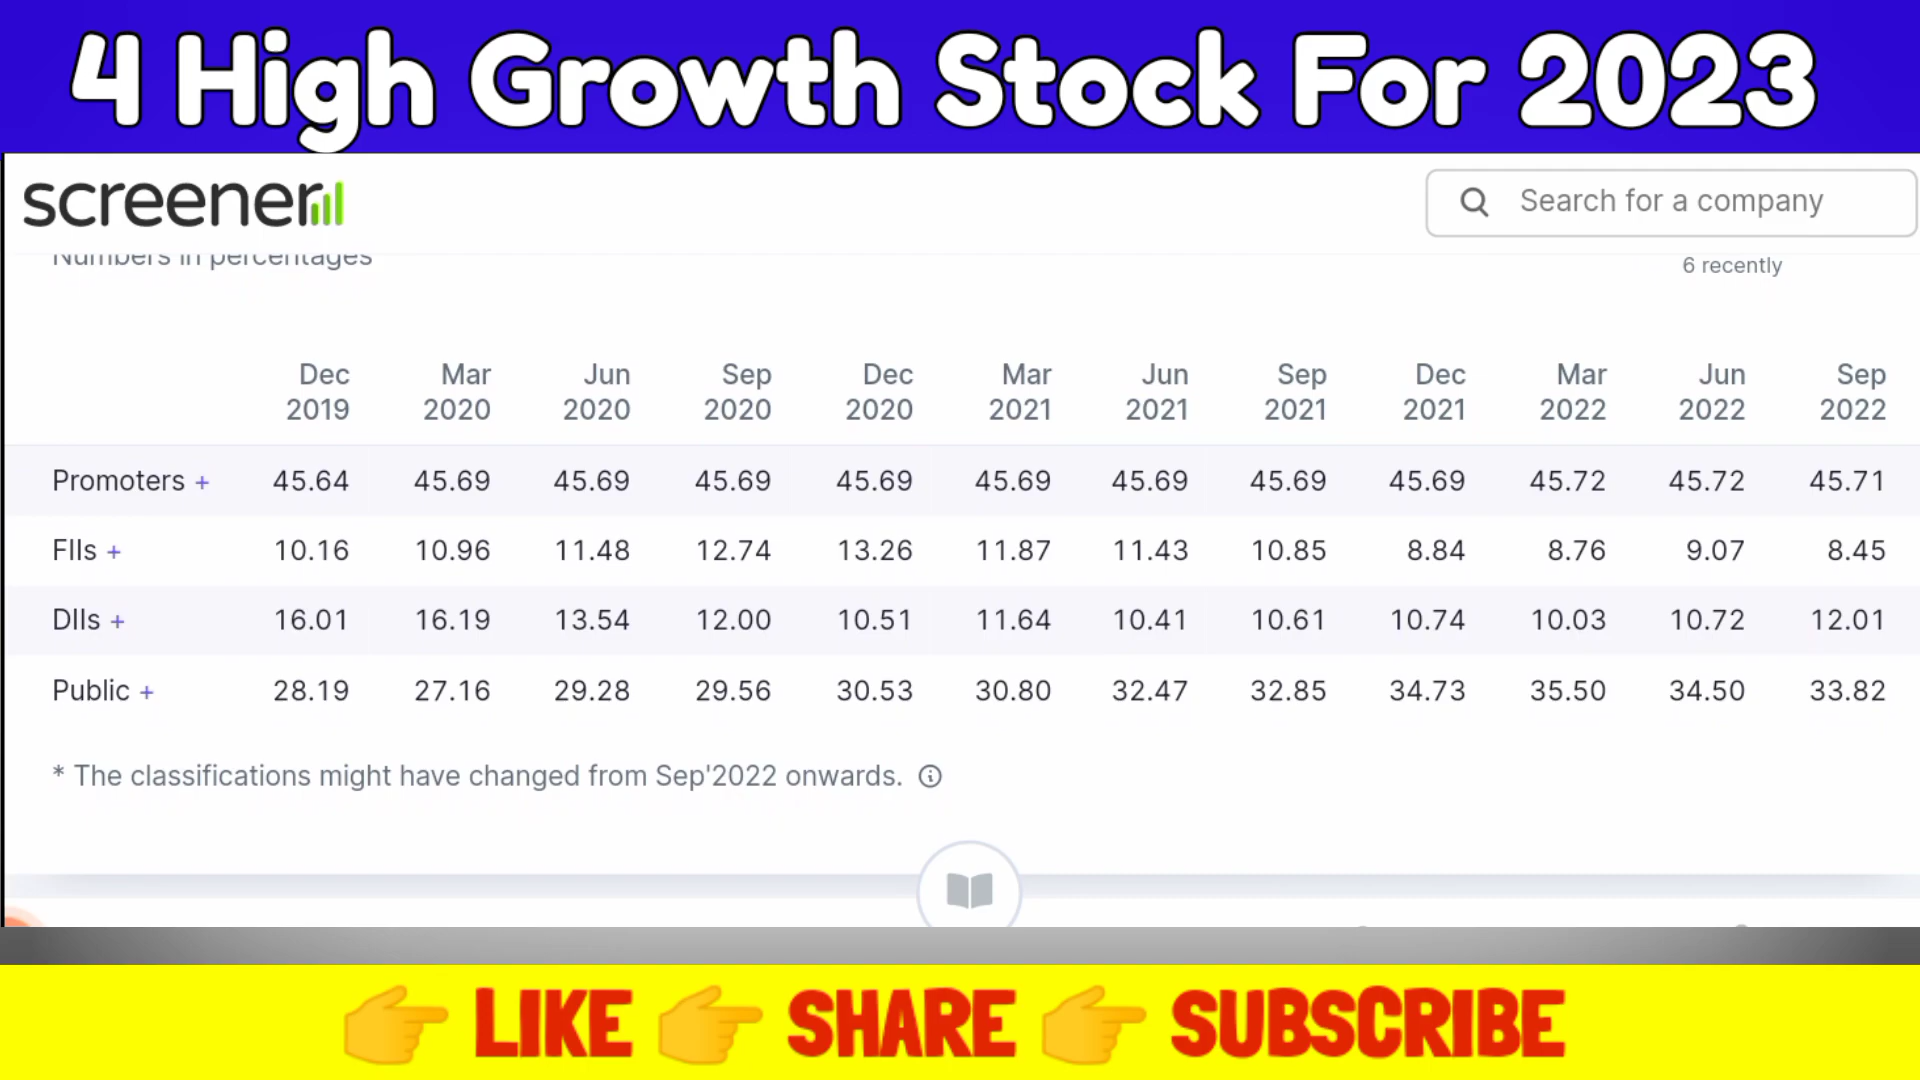 4 High Growth Stock For 2023
screener
Search for a company
Numbers in percentages
6 recently
Dec 2019 Mar 2020 Jun 2020 Sep 2020 Dec 2020 Mar 2021 Jun 2021 Sep 2021 Dec 2021 Mar 2022 Jun 2022 Sep 2022
Promoters + 45.64 45.69 45.69 45.69 45.69 45.69 45.69 45.69 45.69 45.72 45.72 45.71
FIIs + 10.16 10.96 11.48 12.74 13.26 11.87 11.43 10.85 8.84 8.76 9.07 8.45
DIIs + 16.01 16.19 13.54 12.00 10.51 11.64 10.41 10.61 10.74 10.03 10.72 12.01
Public + 28.19 27.16 29.28 29.56 30.53 30.80 32.47 32.85 34.73 35.50 34.50 33.82
* The classifications might have changed from Sep'2022 onwards.
👉 LIKE 👉 SHARE 👉 SUBSCRIBE